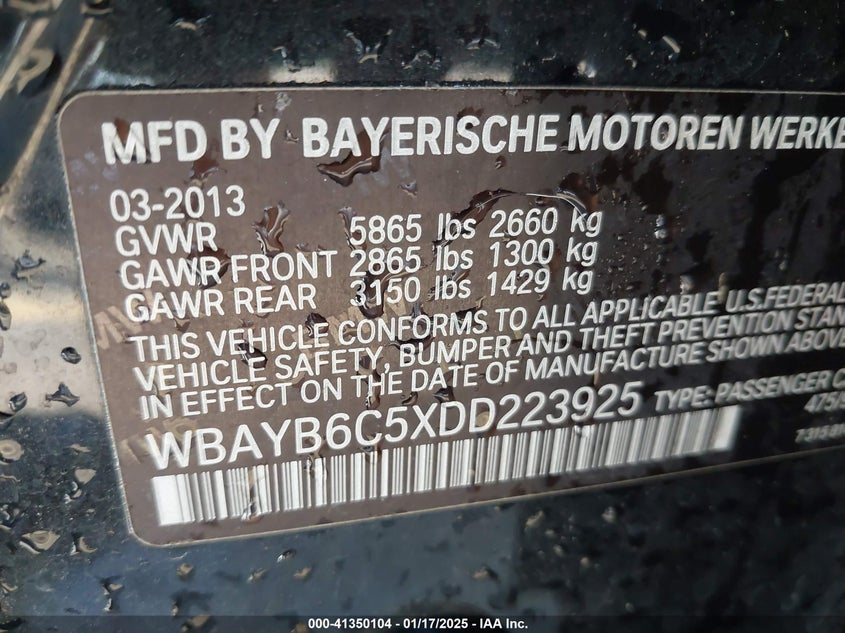 MFD BY BAYERISCHE MOTOREN WERKE
03-2013
GVWR 5865 lbs 2660 kg
GAWR FRONT 2865 lbs 1300 kg
GAWR REAR 3150 lbs 1429 kg
THIS VEHICLE CONFORMS TO ALL APPLICABLE U.S.FEDERAL
VEHICLE SAFETY, BUMPER AND THEFT PREVENTION STAN
IN EFFECT ON THE DATE OF MANUFACTURE SHOWN ABOVE
WBAYB6C5XDD223925 TYPE: PASSENGER C
000-41350104 - 01/17/2025 - IAA Inc.